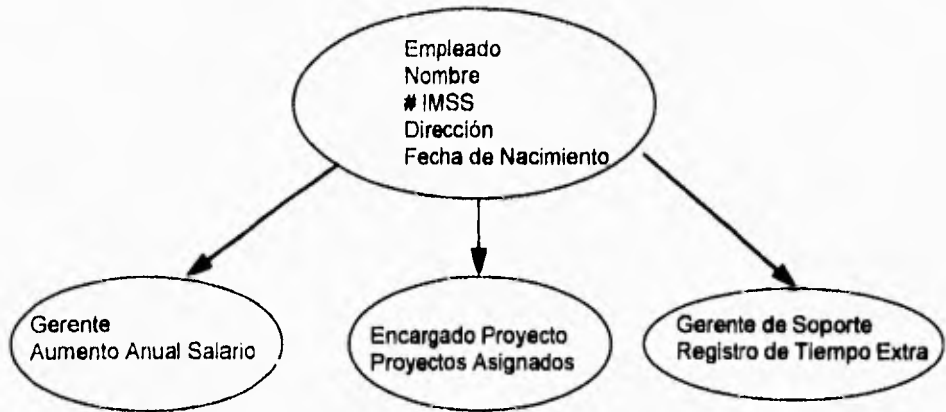 Empleado
Nombre
# IMSS
Dirección
Fecha de Nacimiento
Gerente
Aumento Anual Salario
Encargado Proyecto
Proyectos Asignados
Gerente de Soporte
Registro de Tiempo Extra